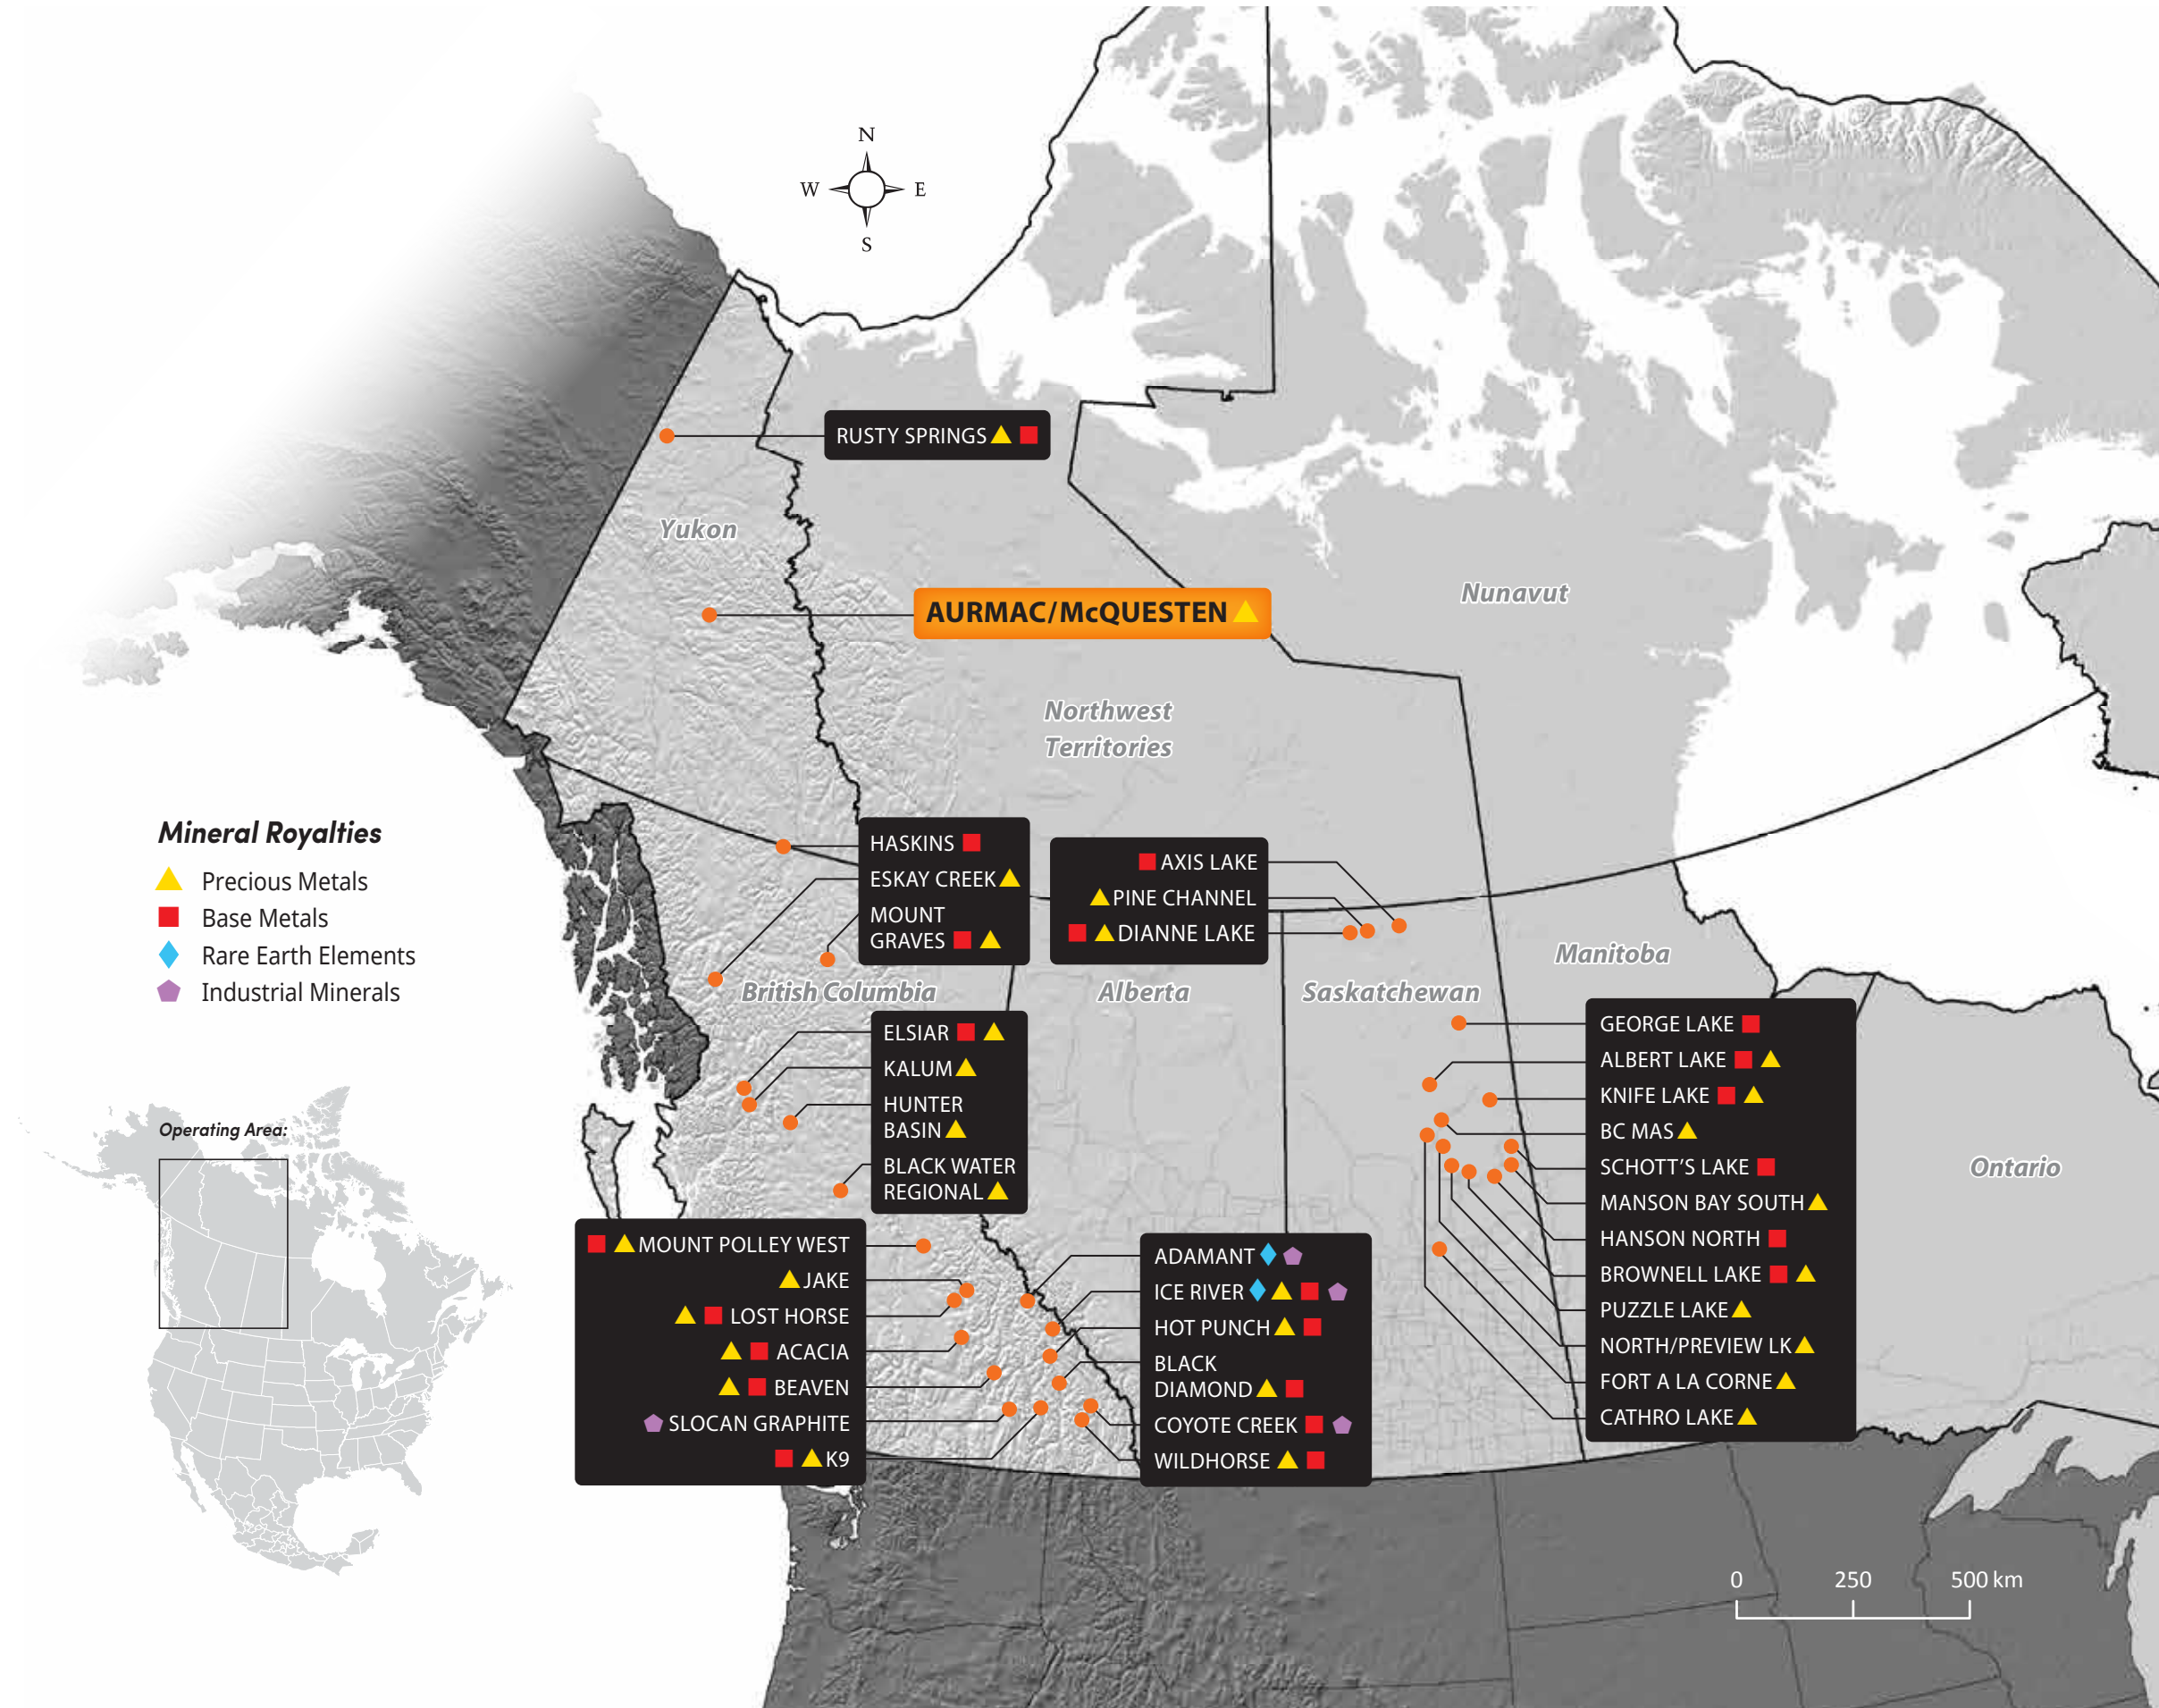 N
W E
S
RUSTY SPRINGS
Yukon
AURMAC/McQUESTEN
Nunavut
Northwest
Territories
Mineral Royalties
Precious Metals
Base Metals
Rare Earth Elements
Industrial Minerals
HASKINS
ESKAY CREEK
MOUNT
GRAVES
AXIS LAKE
PINE CHANNEL
DIANNE LAKE
British Columbia
Alberta
Saskatchewan
Manitoba
Ontario
ELSIAR
KALUM
HUNTER
BASIN
BLACK WATER
REGIONAL
GEORGE LAKE
ALBERT LAKE
KNIFE LAKE
BC MAS
SCHOTT'S LAKE
MANSON BAY SOUTH
HANSON NORTH
BROWNELL LAKE
PUZZLE LAKE
NORTH/PREVIEW LK
FORT A LA CORNE
CATHRO LAKE
Operating Area:
MOUNT POLLEY WEST
JAKE
LOST HORSE
ACACIA
BEAVEN
SLOCAN GRAPHITE
K9
ADAMANT
ICE RIVER
HOT PUNCH
BLACK
DIAMOND
COYOTE CREEK
WILDHORSE
0 250 500 km